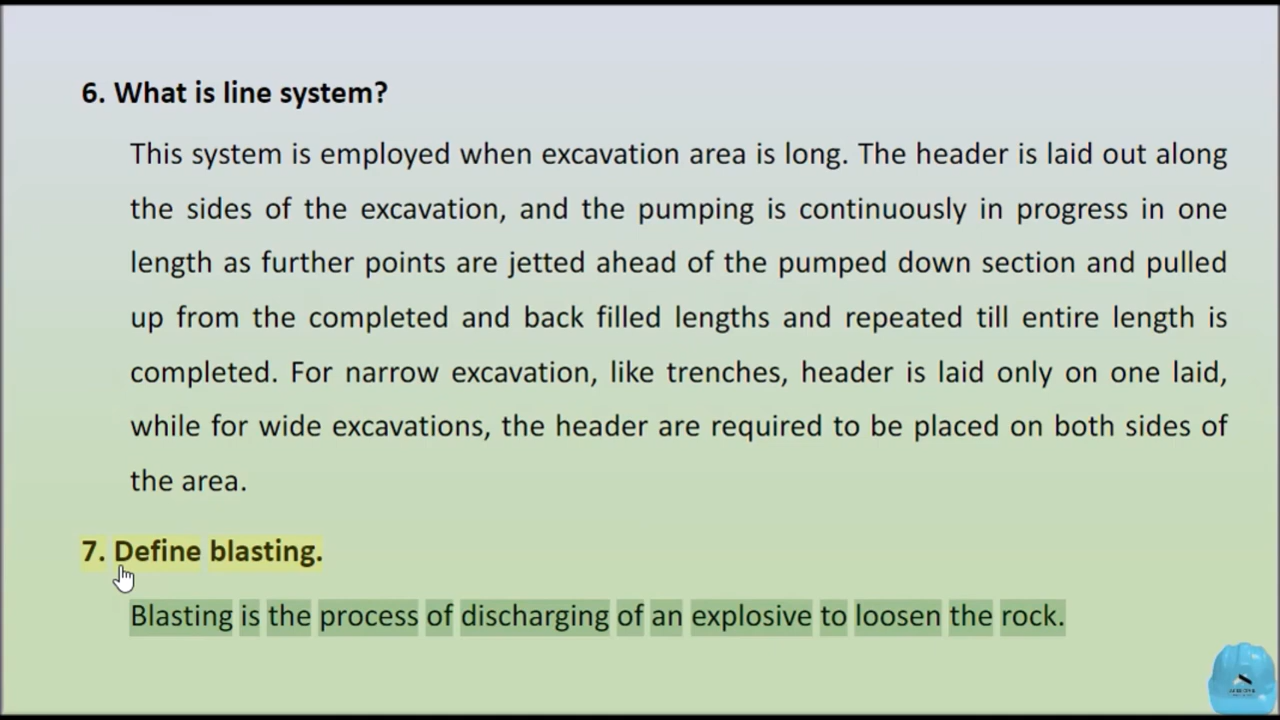 6. What is line system?
This system is employed when excavation area is long. The header is laid out along
the sides of the excavation, and the pumping is continuously in progress in one
length as further points are jetted ahead of the pumped down section and pulled
up from the completed and back filled lengths and repeated till entire length is
completed. For narrow excavation, like trenches, header is laid only on one laid,
while for wide excavations, the header are required to be placed on both sides of
the area.
7. Define blasting.
Blasting is the process of discharging of an explosive to loosen the rock.